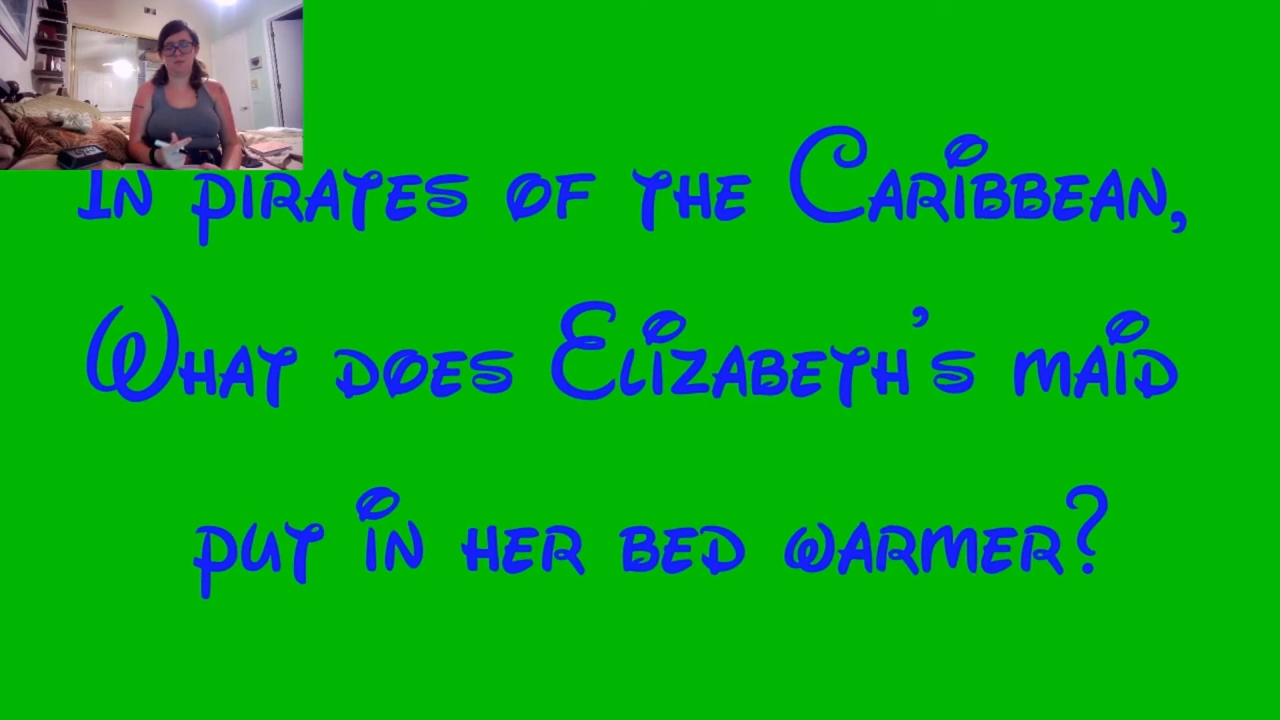 In pirates of the Caribbean,
What does Elizabeth's maid
put in her bed warmer?